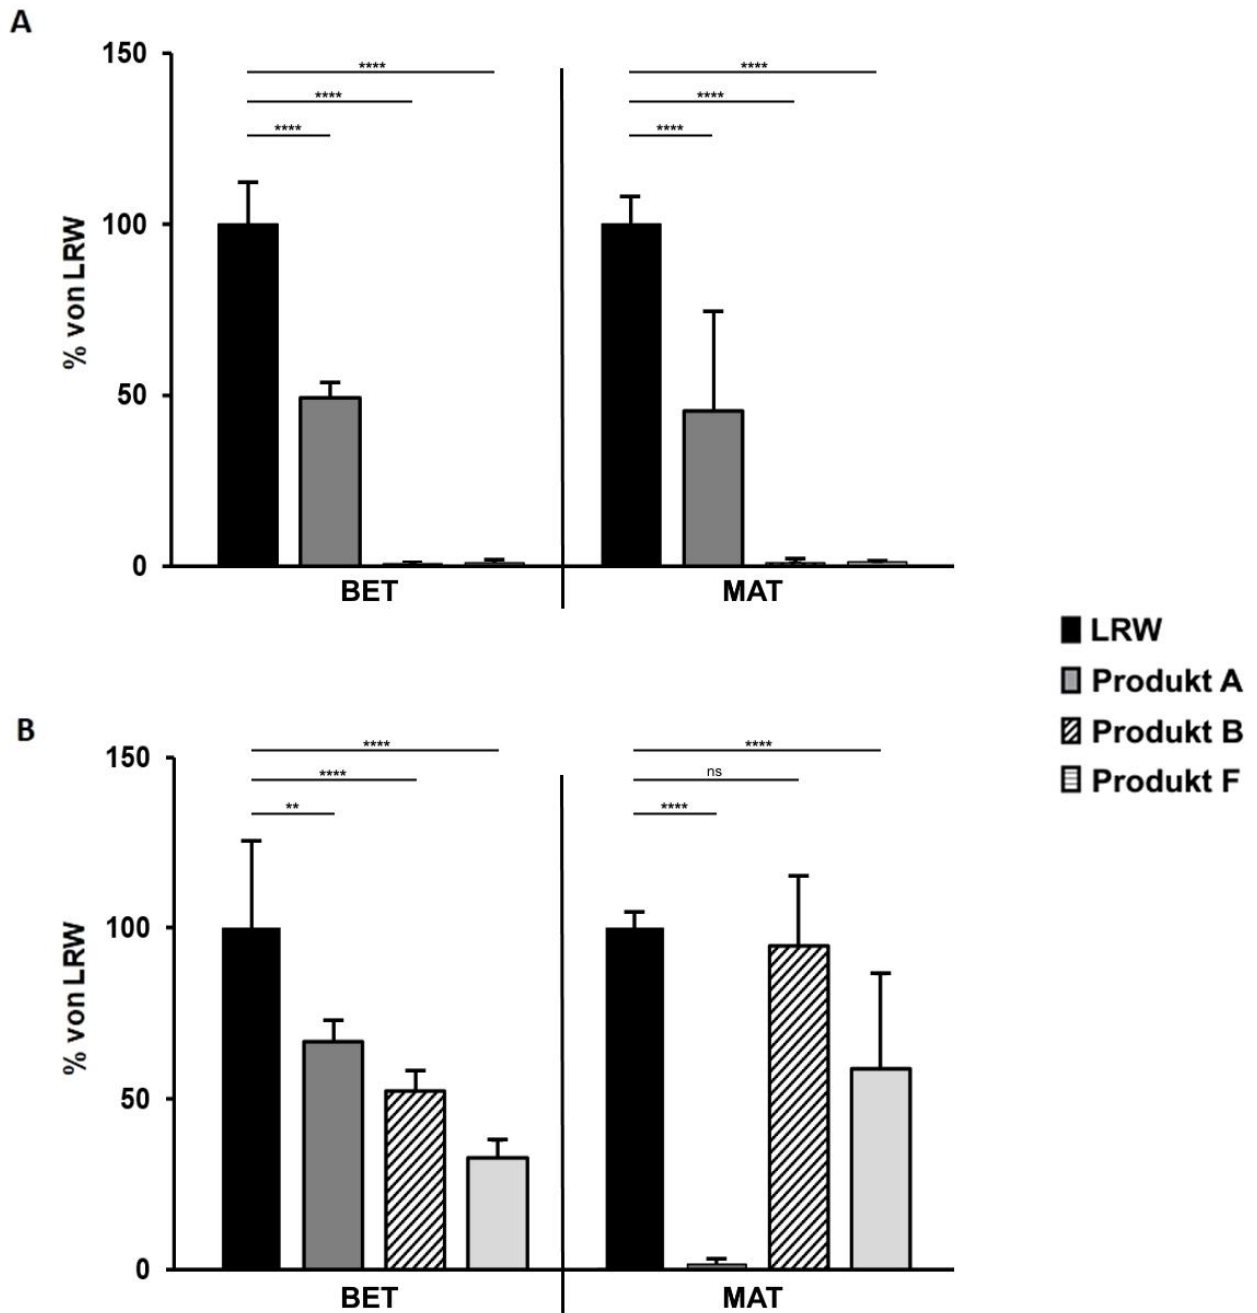 A
150
100
50
0
% von LRW
****
****
****
****
****
****
BET
MAT
LRW
Produkt A
Produkt B
Produkt F
B
150
100
50
0
% von LRW
****
****
**
****
ns
****
BET
MAT